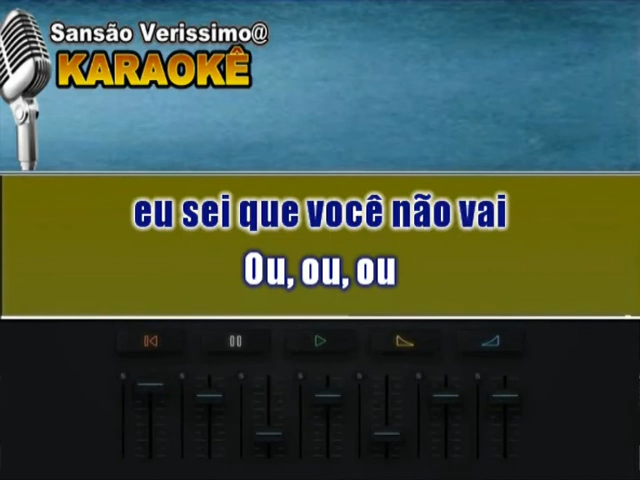 Sansão Verissimo@
KARAOKÊ
eu sei que você não vai
Ou, ou, ou